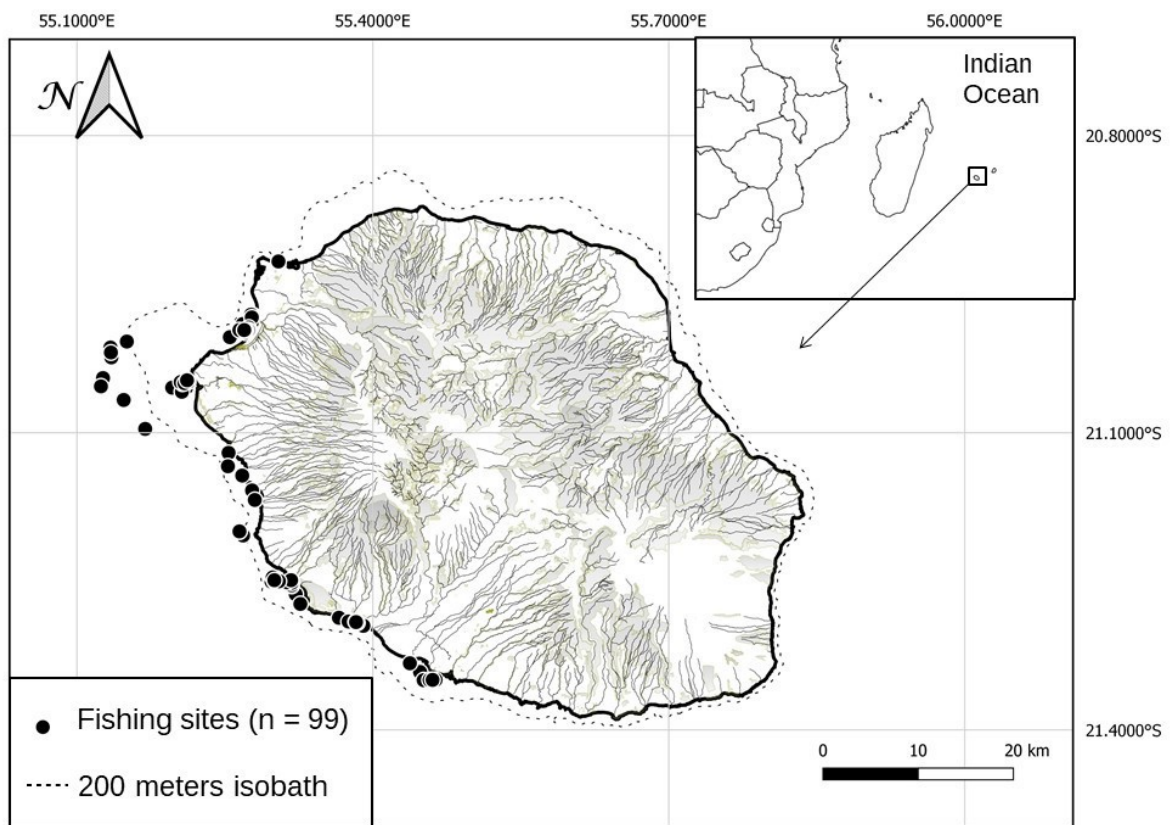 55.1000°E 55.4000°E 55.7000°E 56.0000°E
N
Indian
Ocean
20.8000°S
21.1000°S
21.4000°S
Fishing sites (n = 99)
200 meters isobath
0 10 20 km